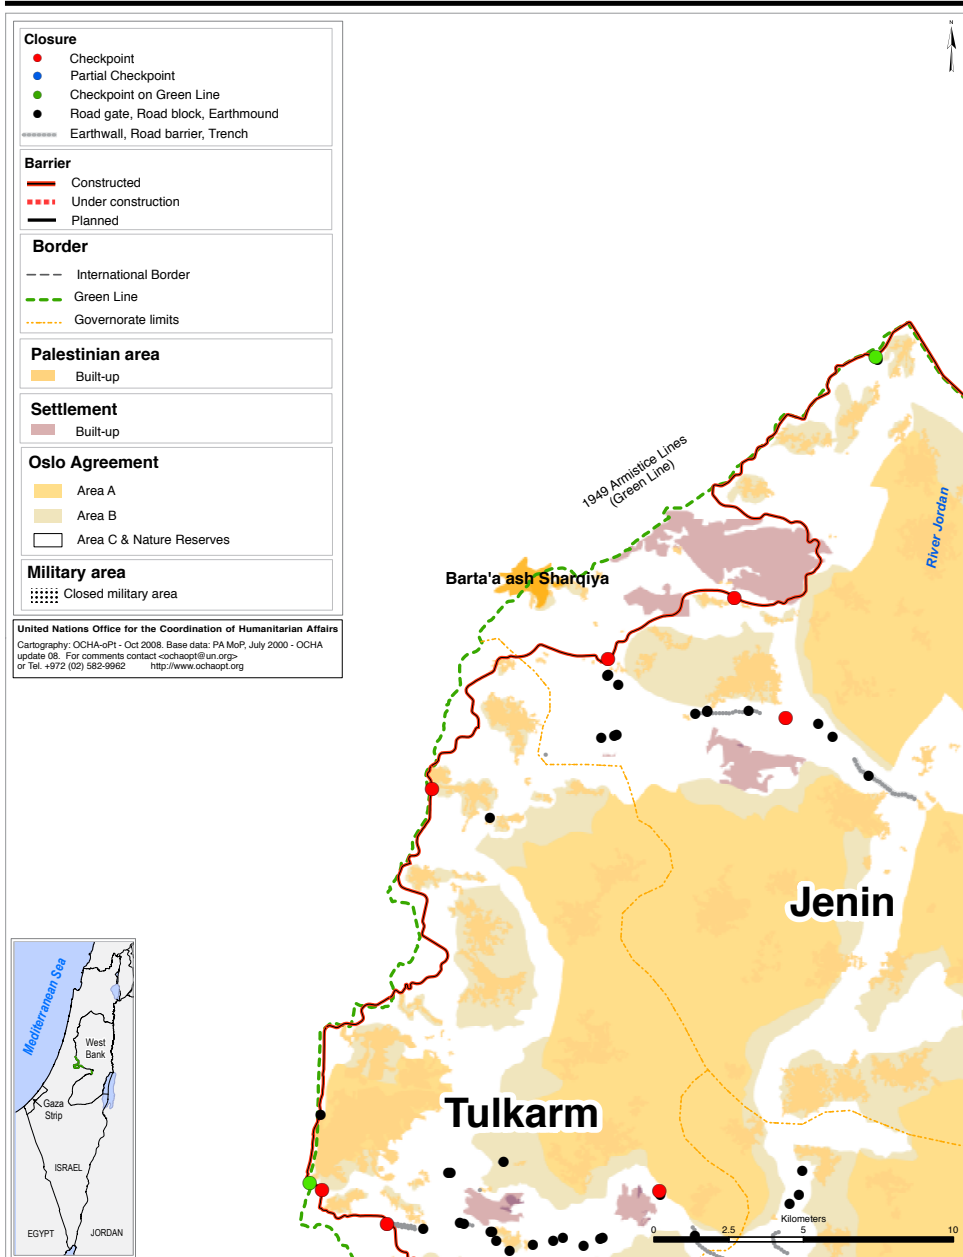 Closure
Checkpoint
Partial Checkpoint
Checkpoint on Green Line
Road gate, Road block, Earthmound
Earthwall, Road barrier, Trench
Barrier
Constructed
Under construction
Planned
Border
International Border
Green Line
Governorate limits
Palestinian area
Built-up
Settlement
Built-up
Oslo Agreement
Area A
Area B
Area C & Nature Reserves
Military area
Closed military area
United Nations Office for the Coordination of Humanitarian Affairs
Cartography: OCHA-oPt - Oct 2008. Base data: PA MoP, July 2000 - OCHA
update 08. For comments contact <ochaopt@un.org>
or Tel. +972 (02) 582-9962 http://www.ochaopt.org
N
1949 Armistice Lines
(Green Line)
River Jordan
Barta'a ash Sharqiya
Jenin
Tulkarm
Mediterranean Sea
West
Bank
Gaza
Strip
ISRAEL
EGYPT
JORDAN
Kilometers
0 2.5 5 10